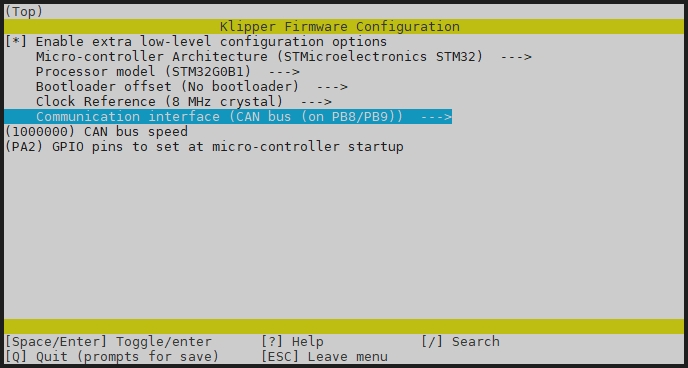 (Top)
Klipper Firmware Configuration
[*] Enable extra low-level configuration options
Micro-controller Architecture (STMicroelectronics STM32)  --->
Processor model (STM32G0B1)  --->
Bootloader offset (No bootloader)  --->
Clock Reference (8 MHz crystal)  --->
Communication interface (CAN bus (on PB8/PB9))  --->
(1000000) CAN bus speed
(PA2) GPIO pins to set at micro-controller startup
[Space/Enter] Toggle/enter [?] Help [/] Search
[Q] Quit (prompts for save) [ESC] Leave menu